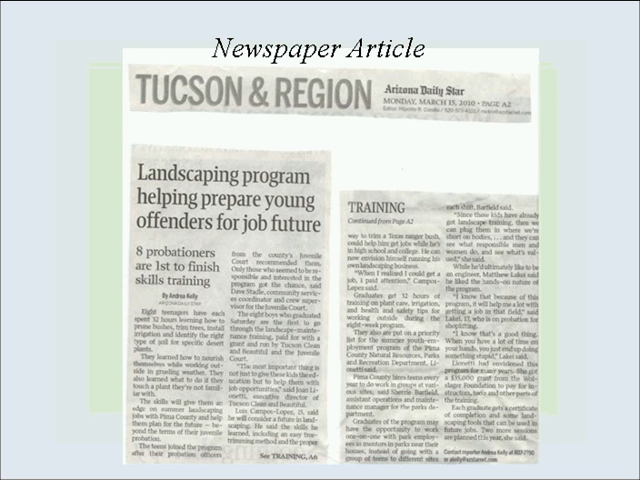 Newspaper Article
TUCSON & REGION
Arizona Daily Star
MONDAY, MARCH 15, 2010 • PAGE A2
Landscaping program
helping prepare young
offenders for job future
8 probationers
are 1st to finish
skills training
By Andrea Kelly
ARIZONA DAILY STAR
Eight teenagers have each
spent 32 hours learning how to
prune bushes, trim trees, install
irrigation and identify the right
type of soil for specific desert
plants.
They learned how to nourish
themselves while working out-
side in grueling weather. They
also learned what to do if they
touch a plant they're not famil-
iar with.
The skills will give them an
edge on summer landscaping
jobs with Pima County and help
them plan for the future — be-
yond the terms of their juvenile
probation.
The teens joined the program
after their probation officers
from the county's Juvenile
Court recommended them.
Only those who seemed to be re-
sponsible and interested in the
program got the chance, said
Dave Stadle, community servic-
es coordinator and crew super-
visor for the Juvenile Court.
The eight boys who graduated
Saturday are the first to go
through the landscape-mainte-
nance training, paid for with a
grant and run by Tucson Clean
and Beautiful and the Juvenile
Court.
"The most important thing is
not just to give these kids the ed-
ucation but to help them with
job opportunities," said Joan Li-
onetti, executive director of
Tucson Clean and Beautiful.
Luis Campos-Lopez, 15, said
he will consider a future in land-
scaping. He said the skills he
learned, including an easy tree-
trimming method and the proper
See TRAINING, A6
TRAINING
Continued from Page A2
way to trim a Texas ranger bush,
could help him get jobs while he's
in high school and college. He can
now envision himself running his
own landscaping business.
"When I realized I could get a
job, I paid attention," Campos-
Lopez said.
Graduates get 32 hours of
training on plant care, irrigation,
and health and safety tips for
working outside during the
eight-week program.
They also are put on a priority
list for the summer youth-em-
ployment program of the Pima
County Natural Resources, Parks
and Recreation Department, Li-
onetti said.
Pima County hires teens every
year to do work in groups at vari-
ous sites, said Sherrie Barfield,
assistant operations and mainte-
nance manager for the parks de-
partment.
Graduates of the program may
have the opportunity to work
one-on-one with park employ-
ees as mentors in parks near their
houses, instead of going with a
group of teens to different sites
each shift, Barfield said.
"Since these kids have already
got landscape training, then we
can plug them in where we're
short on bodies, . . . and they can
see what responsible men and
women do, and see what's val-
ued," she said.
While he'd ultimately like to be
an engineer, Matthew Lakei said
he liked the hands-on nature of
the program.
"I know that because of this
program, it will help me a lot with
getting a job in that field," said
Lakei, 17, who is on probation for
shoplifting.
"I know that's a good thing.
When you have a lot of time on
your hands, you just end up doing
something stupid," Lakei said.
Lionetti had envisioned this
program for many years. She got
a $35,000 grant from the
Foundation to pay for in-
structors, tools and other parts of
the training.
Each graduate gets a certificate
of completion and some land-
scaping tools that can be used in
future jobs. Two more sessions
are planned this year, she said.
Contact reporter Andrea Kelly at 807-7790
or akelly@azstarnet.com